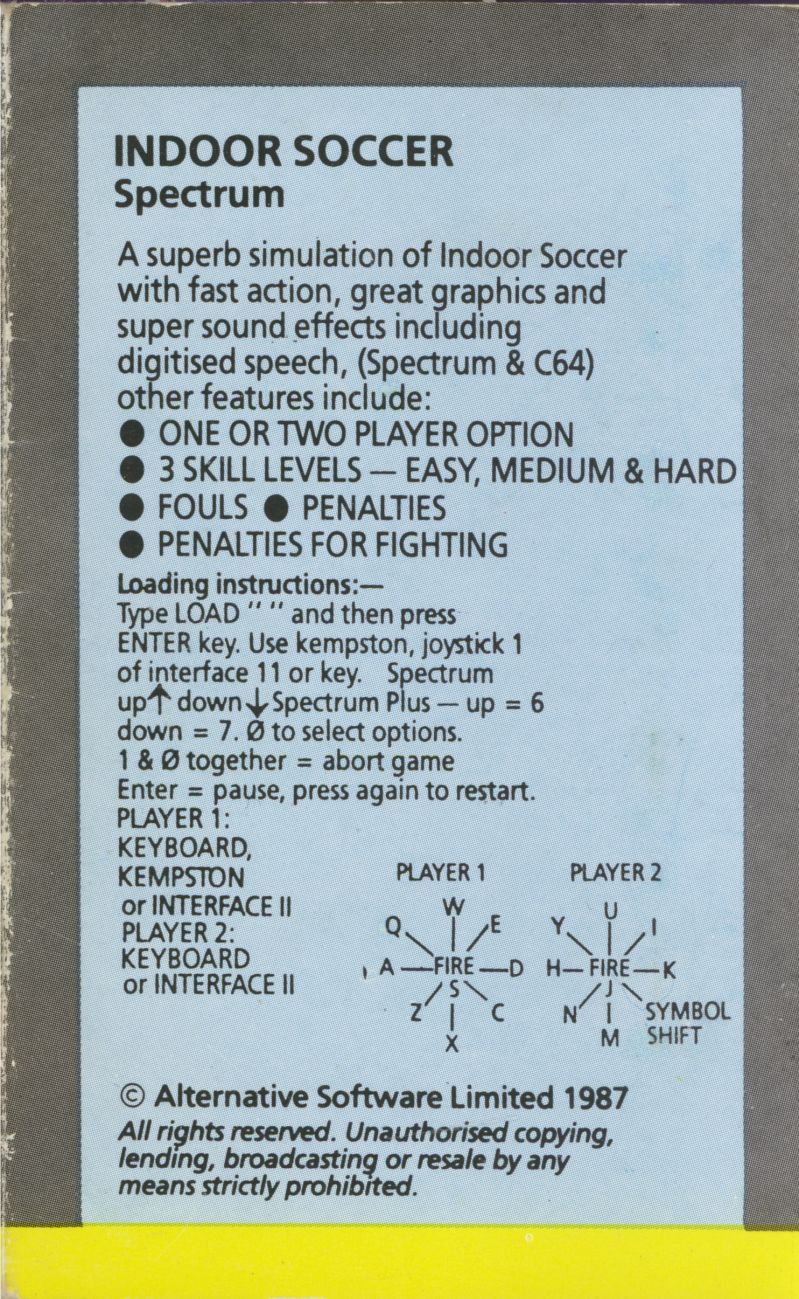 INDOOR SOCCER
Spectrum
A superb simulation of Indoor Soccer
with fast action, great graphics and
super sound effects including
digitised speech, (Spectrum & C64)
other features include:
● ONE OR TWO PLAYER OPTION
● 3 SKILL LEVELS — EASY, MEDIUM & HARD
● FOULS ● PENALTIES
● PENALTIES FOR FIGHTING
Loading instructions:—
Type LOAD " " and then press
ENTER key. Use kempston, joystick 1
of interface 11 or key. Spectrum
up↑ down↓ Spectrum Plus — up = 6
down = 7. Ø to select options.
1 & Ø together = abort game
Enter = pause, press again to restart.
PLAYER 1:
KEYBOARD,
KEMPSTON
or INTERFACE II
PLAYER 2:
KEYBOARD
or INTERFACE II
PLAYER 1
W
Q E
A —FIRE— D
S
Z C
X
PLAYER 2
U
Y I
H— FIRE —K
J
N SYMBOL
M SHIFT
© Alternative Software Limited 1987
All rights reserved. Unauthorised copying,
lending, broadcasting or resale by any
means strictly prohibited.